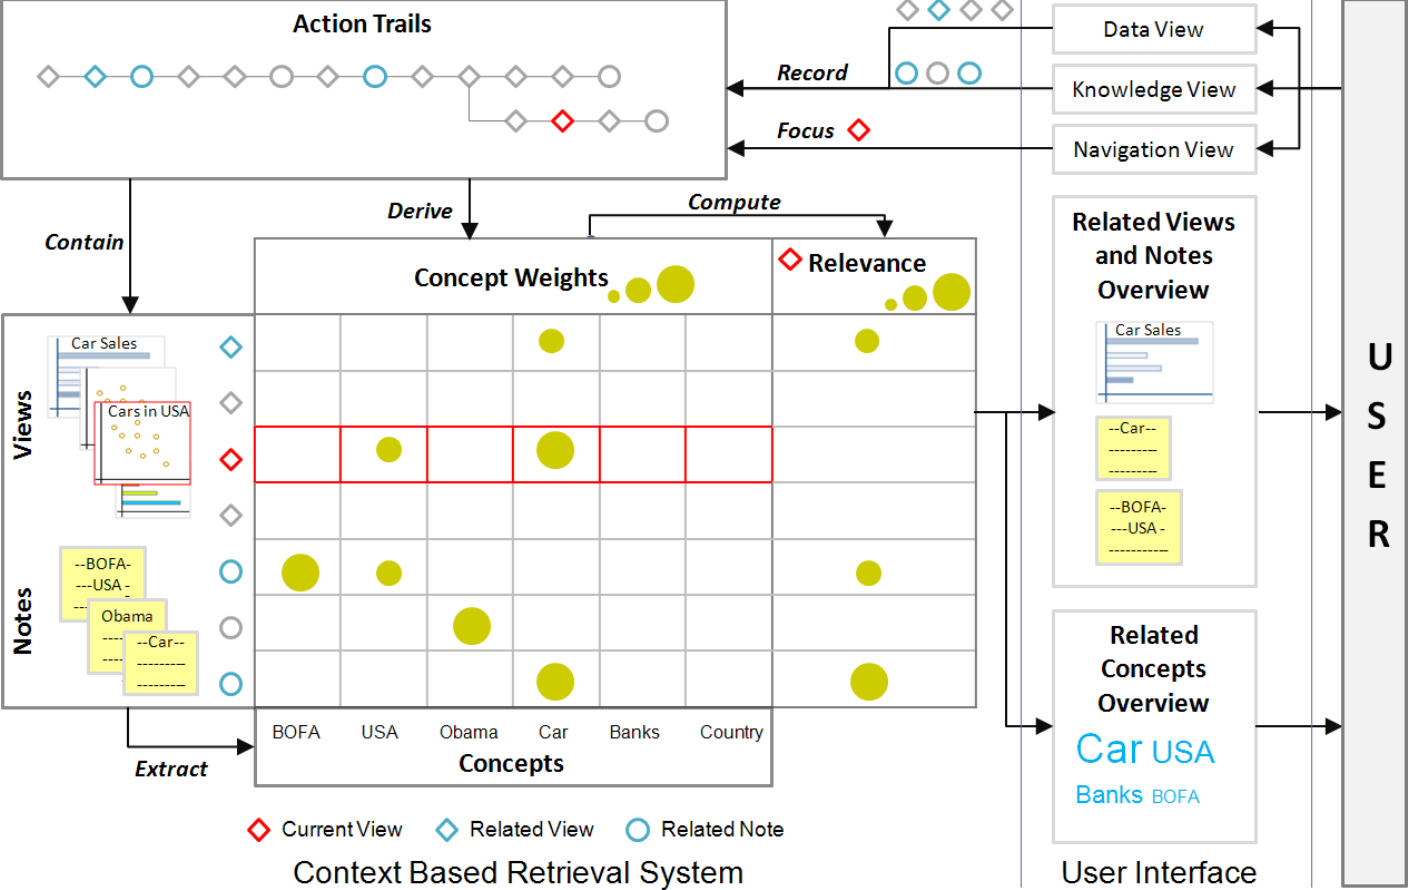 Action Trails
Record
Focus
Data View
Knowledge View
Navigation View
Contain
Derive
Compute
Concept Weights
Relevance
Views
Car Sales
Cars in USA
Notes
--BOFA-
---USA -
---
Obama
----
----
--Car--
---------
---------
BOFA
USA
Obama
Car
Banks
Country
Concepts
Extract
Related Views
and Notes
Overview
Car Sales
--Car--
---------
---------
--BOFA-
---USA -
-----------
Related
Concepts
Overview
Car USA
Banks BOFA
U
S
E
R
Current View
Related View
Related Note
Context Based Retrieval System
User Interface